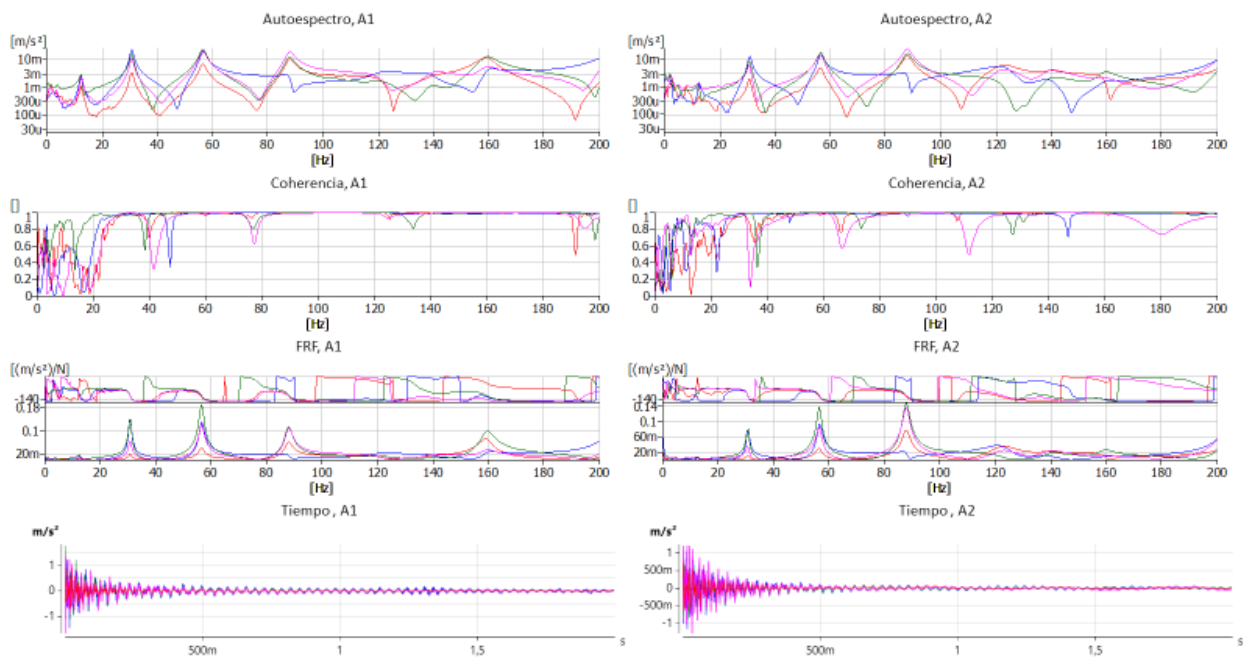 Autoespectro, A1
[m/s²]
10m
3m
1m
300u
100u
30u
0 20 40 60 80 100 120 140 160 180 200
[Hz]
Autoespectro, A2
[m/s²]
10m
3m
1m
300u
100u
30u
0 20 40 60 80 100 120 140 160 180 200
[Hz]
Coherencia, A1
[]
1
0.8
0.6
0.4
0.2
0
0 20 40 60 80 100 120 140 160 180 200
[Hz]
Coherencia, A2
[]
1
0.8
0.6
0.4
0.2
0
0 20 40 60 80 100 120 140 160 180 200
[Hz]
FRF, A1
[(m/s²)/N]
-140
0.18
0.1
20m
0 20 40 60 80 100 120 140 160 180 200
[Hz]
FRF, A2
[(m/s²)/N]
-140
0.14
0.1
60m
20m
0 20 40 60 80 100 120 140 160 180 200
[Hz]
Tiempo , A1
m/s²
1
0
-1
500m 1 1,5 s
Tiempo , A2
m/s²
1
500m
0
-500m
-1
500m 1 1,5 s